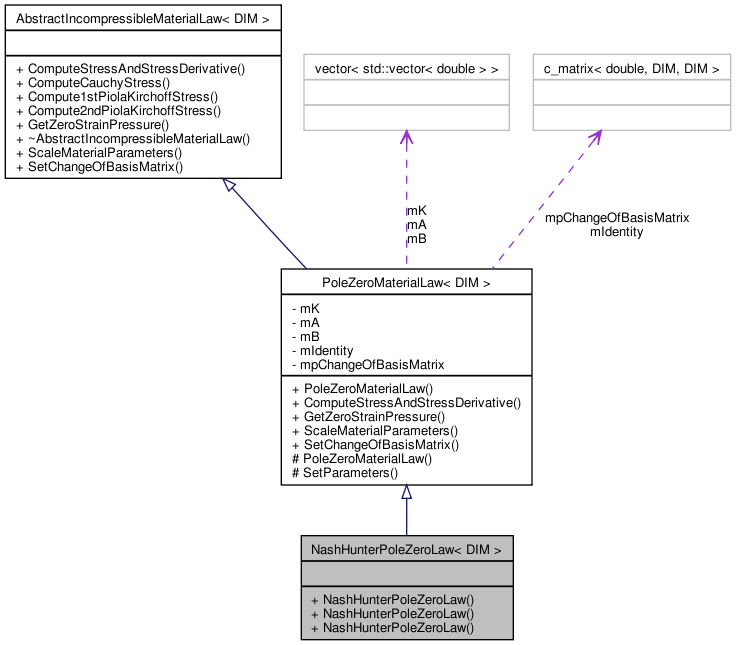 AbstractIncompressibleMaterialLaw< DIM >
+ ComputeStressAndStressDerivative()
+ ComputeCauchyStress()
+ Compute1stPiolaKirchoffStress()
+ Compute2ndPiolaKirchoffStress()
+ GetZeroStrainPressure()
+ ~AbstractIncompressibleMaterialLaw()
+ ScaleMaterialParameters()
+ SetChangeOfBasisMatrix()
vector< std::vector< double > >
c_matrix< double, DIM, DIM >
mK
mA
mB
mpChangeOfBasisMatrix
mIdentity
PoleZeroMaterialLaw< DIM >
- mK
- mA
- mB
- mIdentity
- mpChangeOfBasisMatrix
+ PoleZeroMaterialLaw()
+ ComputeStressAndStressDerivative()
+ GetZeroStrainPressure()
+ ScaleMaterialParameters()
+ SetChangeOfBasisMatrix()
# PoleZeroMaterialLaw()
# SetParameters()
NashHunterPoleZeroLaw< DIM >
+ NashHunterPoleZeroLaw()
+ NashHunterPoleZeroLaw()
+ NashHunterPoleZeroLaw()